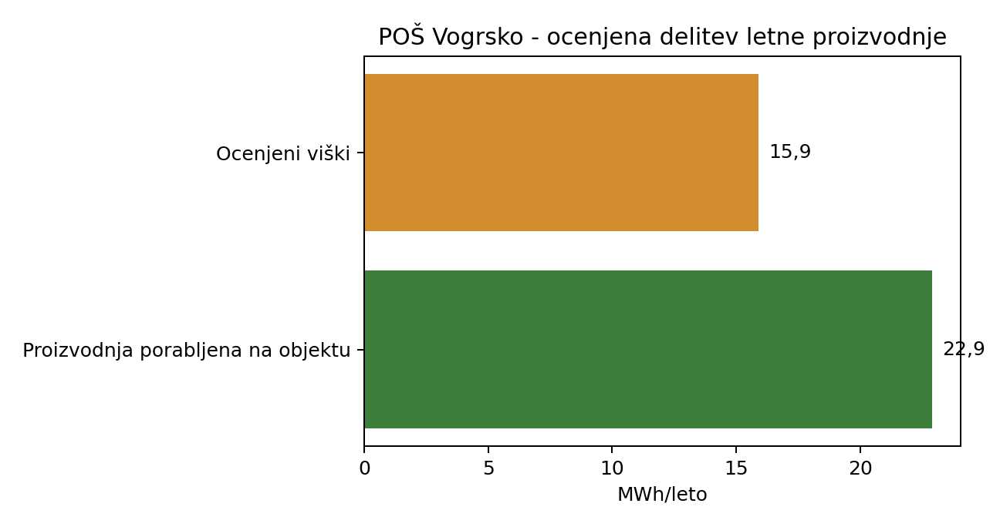 POŠ Vogrsko - ocenjena delitev letne proizvodnje
Ocenjeni viški
15,9
Proizvodnja porabljena na objektu
22,9
0 5 10 15 20
MWh/leto